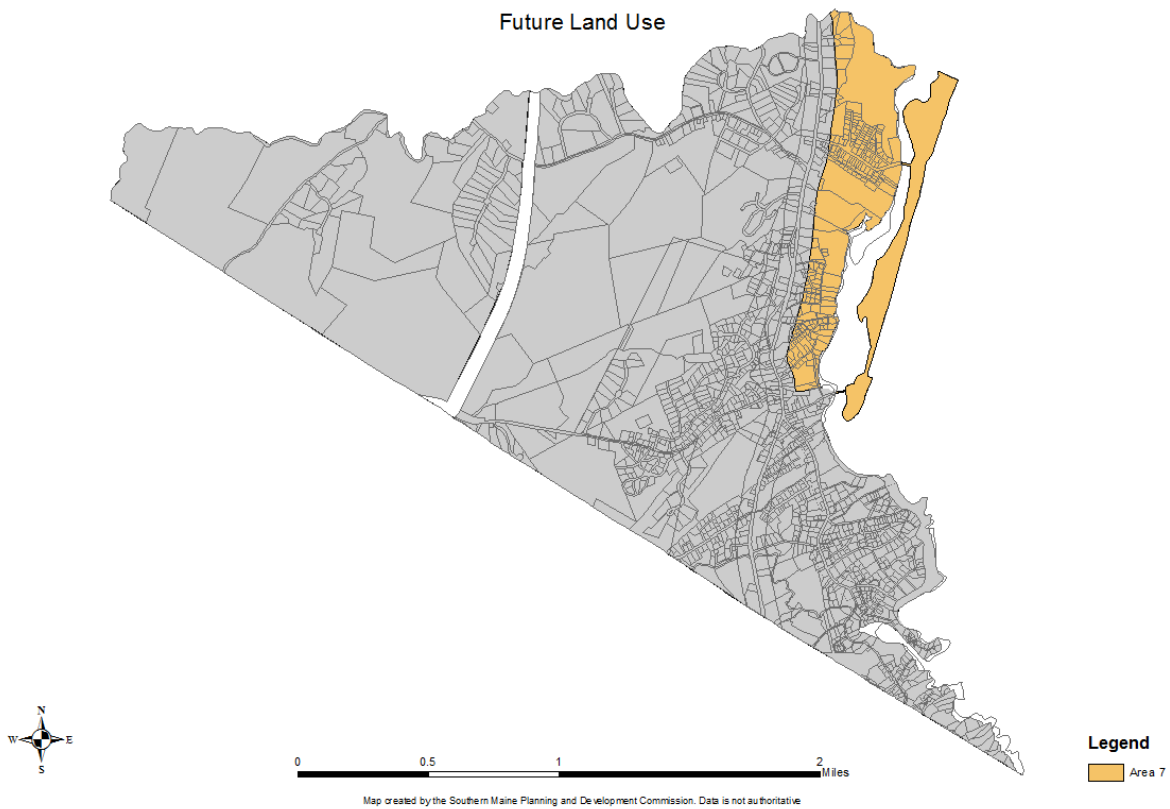 Future Land Use
N
W E
S
0 0.5 1 2
Miles
Legend
Area 7
Map created by the Southern Maine Planning and Development Commission. Data is not authoritative